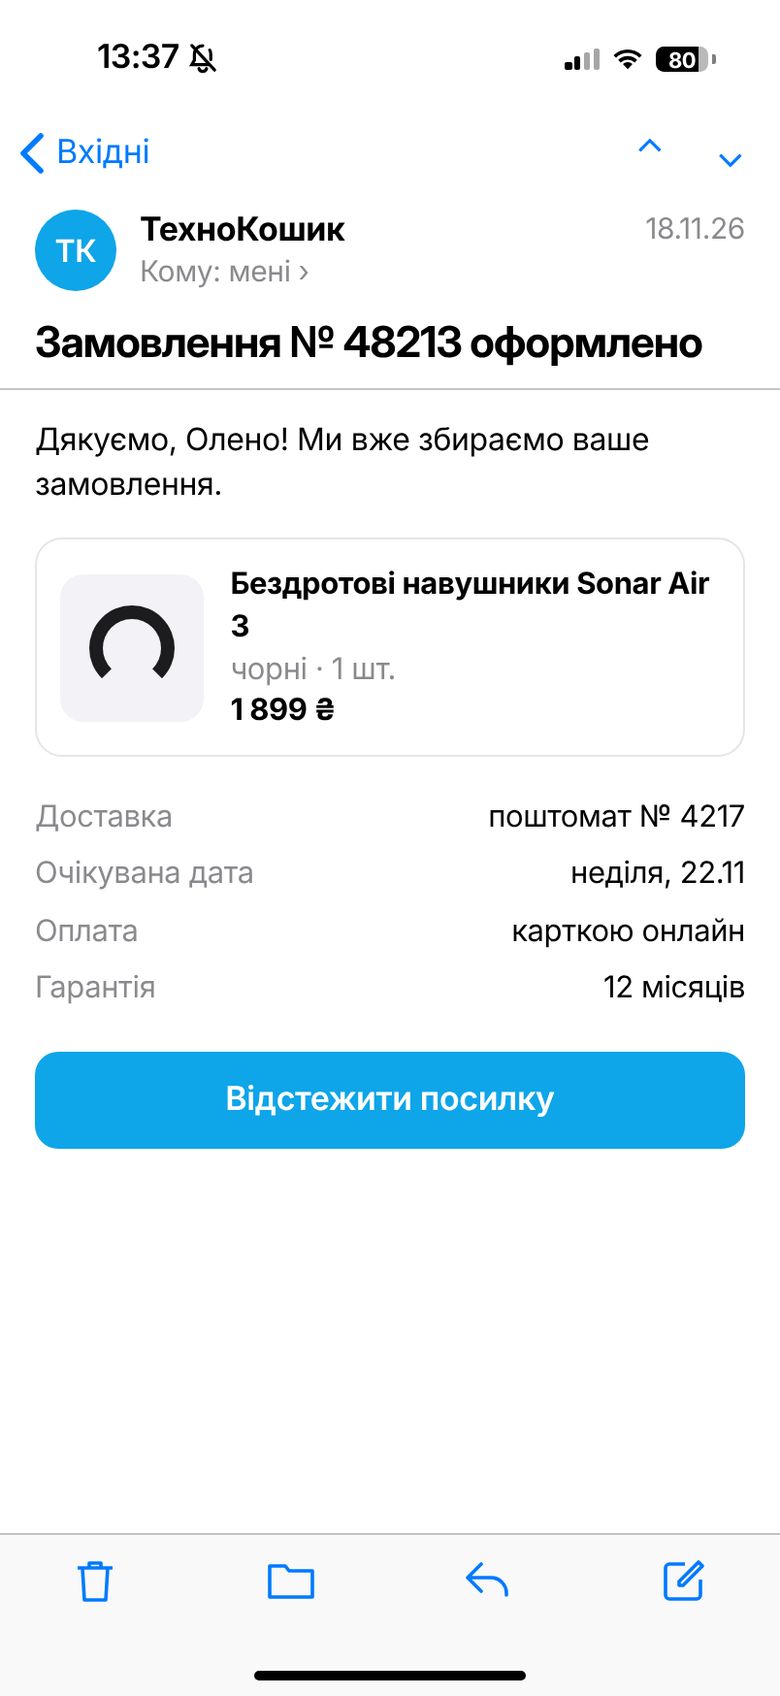 13:37
80
Вхідні
ТК
ТехноКошик
18.11.26
Кому: мені ›
Замовлення № 48213 оформлено
Дякуємо, Олено! Ми вже збираємо ваше
замовлення.
Бездротові навушники Sonar Air
3
чорні · 1 шт.
1 899 ₴
Доставка поштомат № 4217
Очікувана дата неділя, 22.11
Оплата карткою онлайн
Гарантія 12 місяців
Відстежити посилку